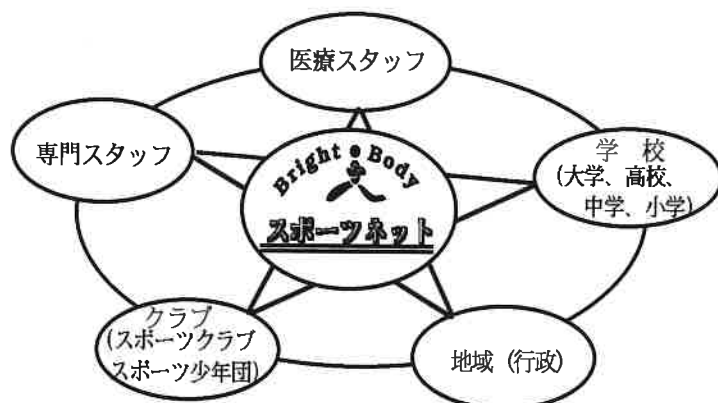 医療スタッフ
専門スタッフ
Bright・Body
スポーツネット
学　校
(大学、高校、
中学、小学)
クラブ
(スポーツクラブ
スポーツ少年団)
地域（行政）